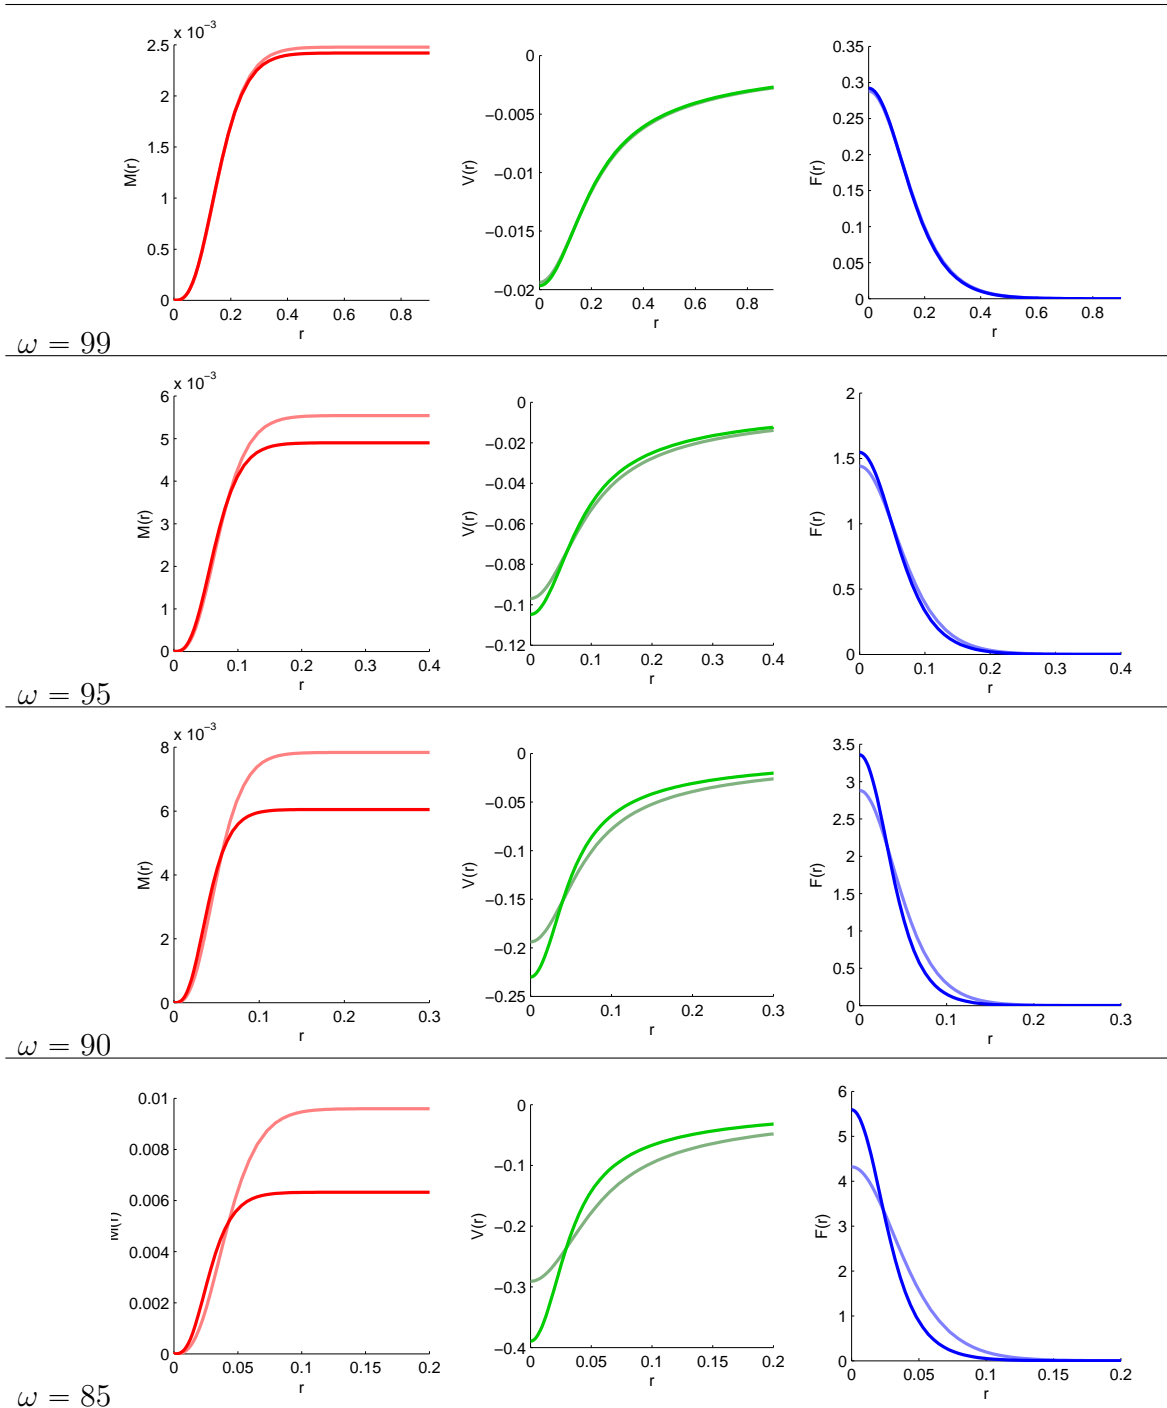 x 10⁻³
2.5
2
1.5
1
0.5
0
M(r)
0 0.2 0.4 0.6 0.8
r
0
−0.005
−0.01
−0.015
−0.02
V(r)
0 0.2 0.4 0.6 0.8
r
0.35
0.3
0.25
0.2
0.15
0.1
0.05
0
F(r)
0 0.2 0.4 0.6 0.8
r
ω = 99
x 10⁻³
6
5
4
3
2
1
0
M(r)
0 0.1 0.2 0.3 0.4
r
0
−0.02
−0.04
−0.06
−0.08
−0.1
−0.12
V(r)
0 0.1 0.2 0.3 0.4
r
2
1.5
1
0.5
0
F(r)
0 0.1 0.2 0.3 0.4
r
ω = 95
x 10⁻³
8
6
4
2
0
M(r)
0 0.1 0.2 0.3
r
0
−0.05
−0.1
−0.15
−0.2
−0.25
V(r)
0 0.1 0.2 0.3
r
3.5
3
2.5
2
1.5
1
0.5
0
F(r)
0 0.1 0.2 0.3
r
ω = 90
0.01
0.008
0.006
0.004
0.002
0
M(r)
0 0.05 0.1 0.15 0.2
r
0
−0.1
−0.2
−0.3
−0.4
V(r)
0 0.05 0.1 0.15 0.2
r
6
5
4
3
2
1
0
F(r)
0 0.05 0.1 0.15 0.2
r
ω = 85